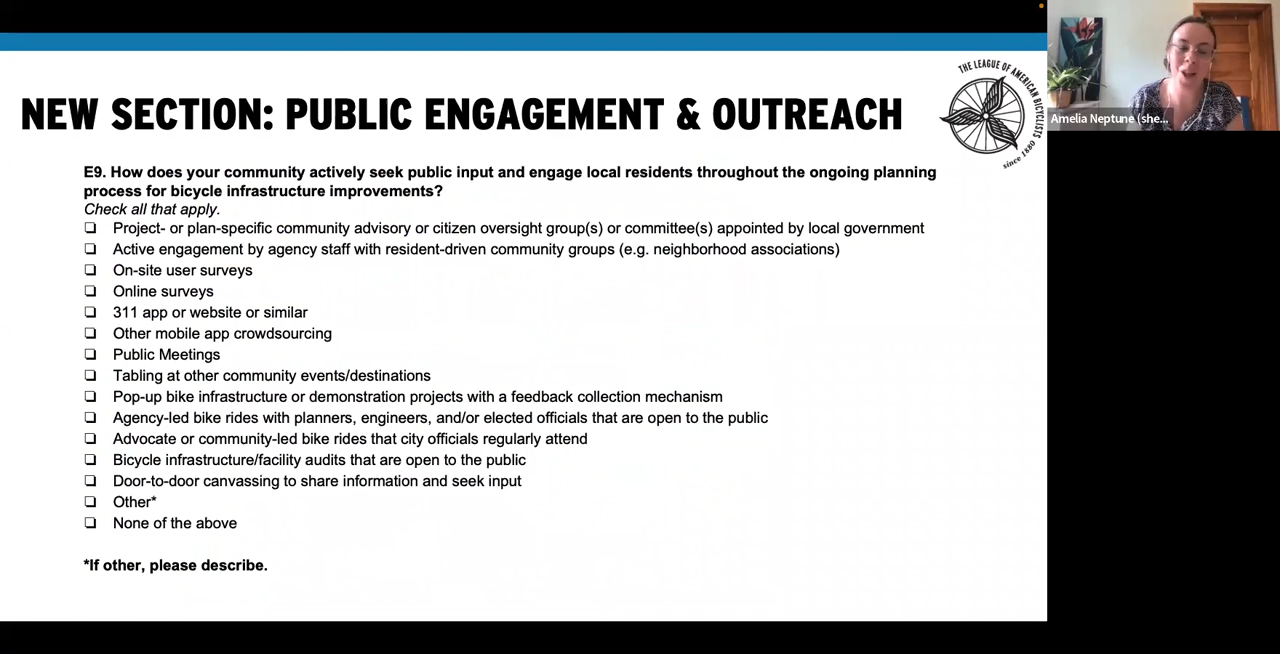 NEW SECTION: PUBLIC ENGAGEMENT & OUTREACH
THE LEAGUE OF AMERICAN BICYCLISTS
since 1880
Amelia Neptune (she...
E9. How does your community actively seek public input and engage local residents throughout the ongoing planning
process for bicycle infrastructure improvements?
Check all that apply.
❏ Project- or plan-specific community advisory or citizen oversight group(s) or committee(s) appointed by local government
❏ Active engagement by agency staff with resident-driven community groups (e.g. neighborhood associations)
❏ On-site user surveys
❏ Online surveys
❏ 311 app or website or similar
❏ Other mobile app crowdsourcing
❏ Public Meetings
❏ Tabling at other community events/destinations
❏ Pop-up bike infrastructure or demonstration projects with a feedback collection mechanism
❏ Agency-led bike rides with planners, engineers, and/or elected officials that are open to the public
❏ Advocate or community-led bike rides that city officials regularly attend
❏ Bicycle infrastructure/facility audits that are open to the public
❏ Door-to-door canvassing to share information and seek input
❏ Other*
❏ None of the above
*If other, please describe.